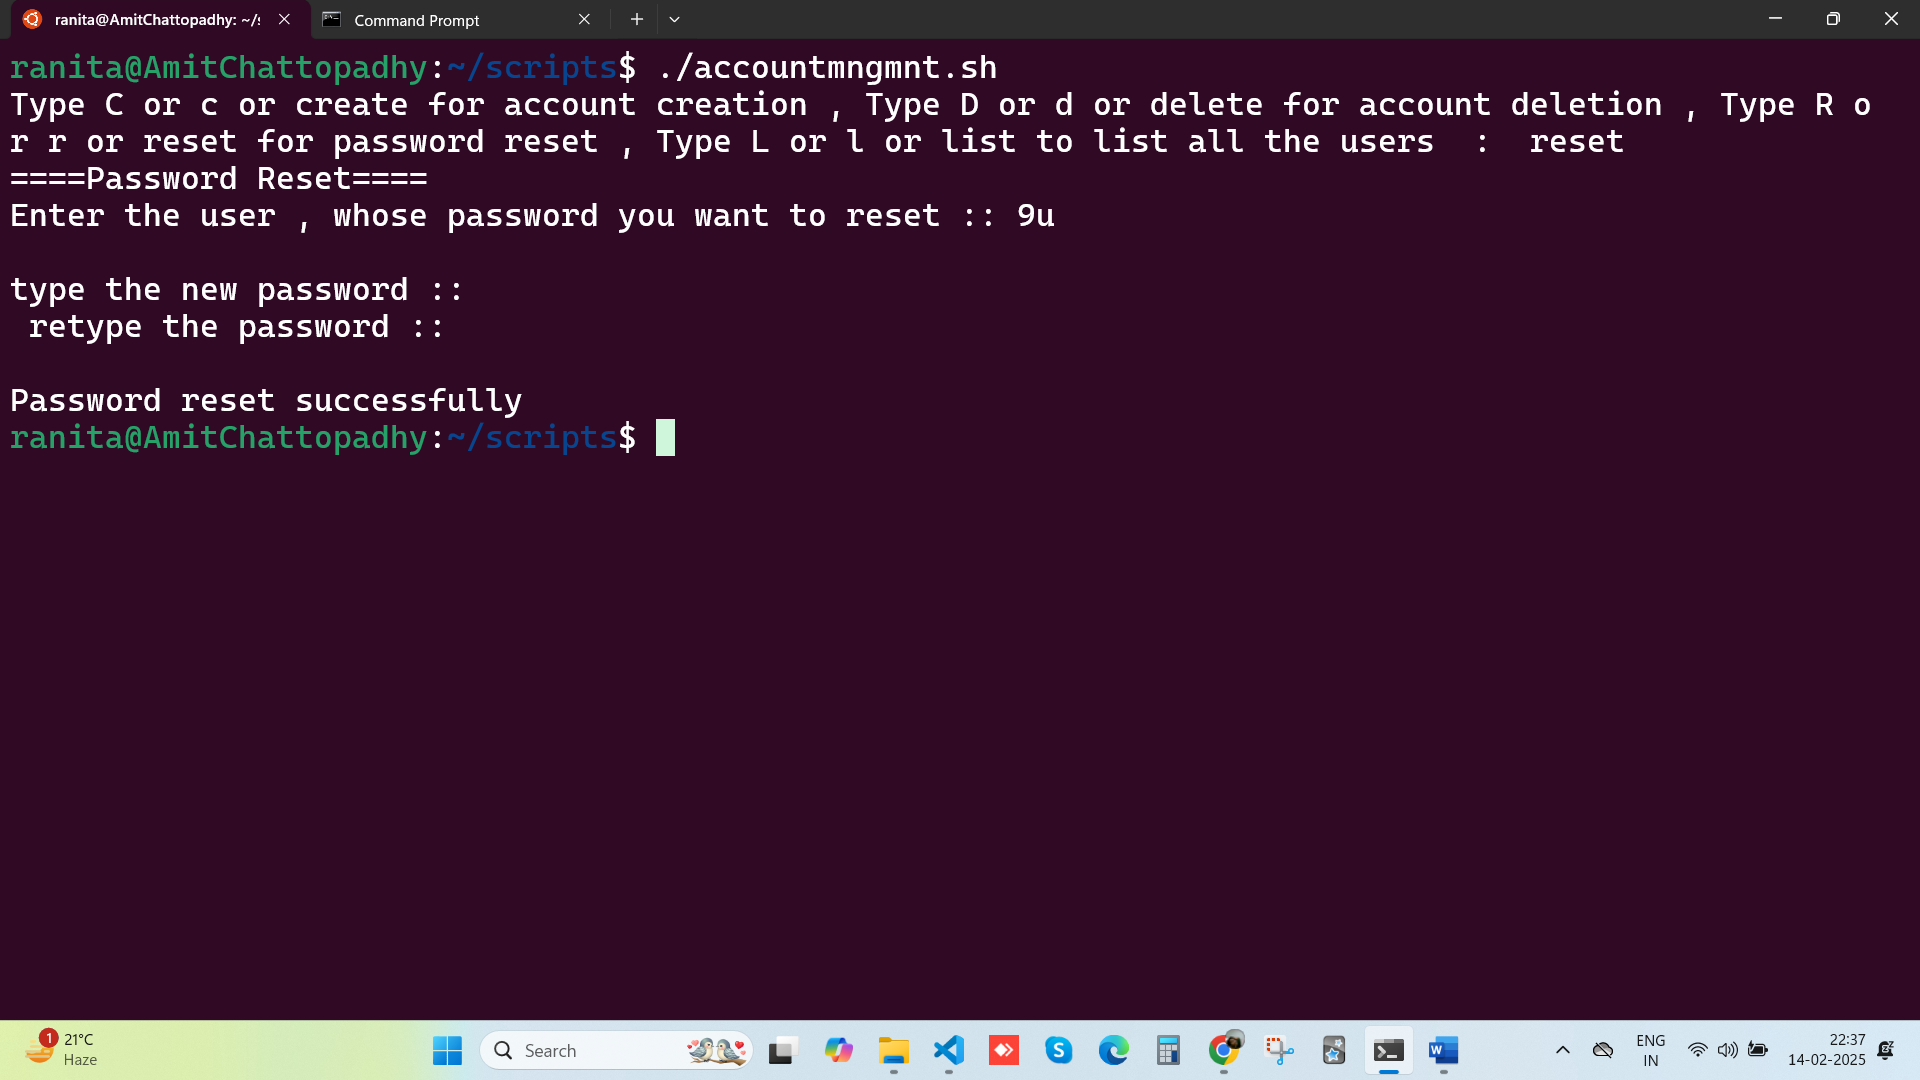 ranita@AmitChattopadhy: ~/s
Command Prompt
ranita@AmitChattopadhy:~/scripts$ ./accountmngmnt.sh
Type C or c or create for account creation , Type D or d or delete for account deletion , Type R o
r r or reset for password reset , Type L or l or list to list all the users  :  reset
====Password Reset====
Enter the user , whose password you want to reset :: 9u
type the new password ::
 retype the password ::
Password reset successfully
ranita@AmitChattopadhy:~/scripts$
1
21°C
Haze
Search
ENG
IN
22:37
14-02-2025